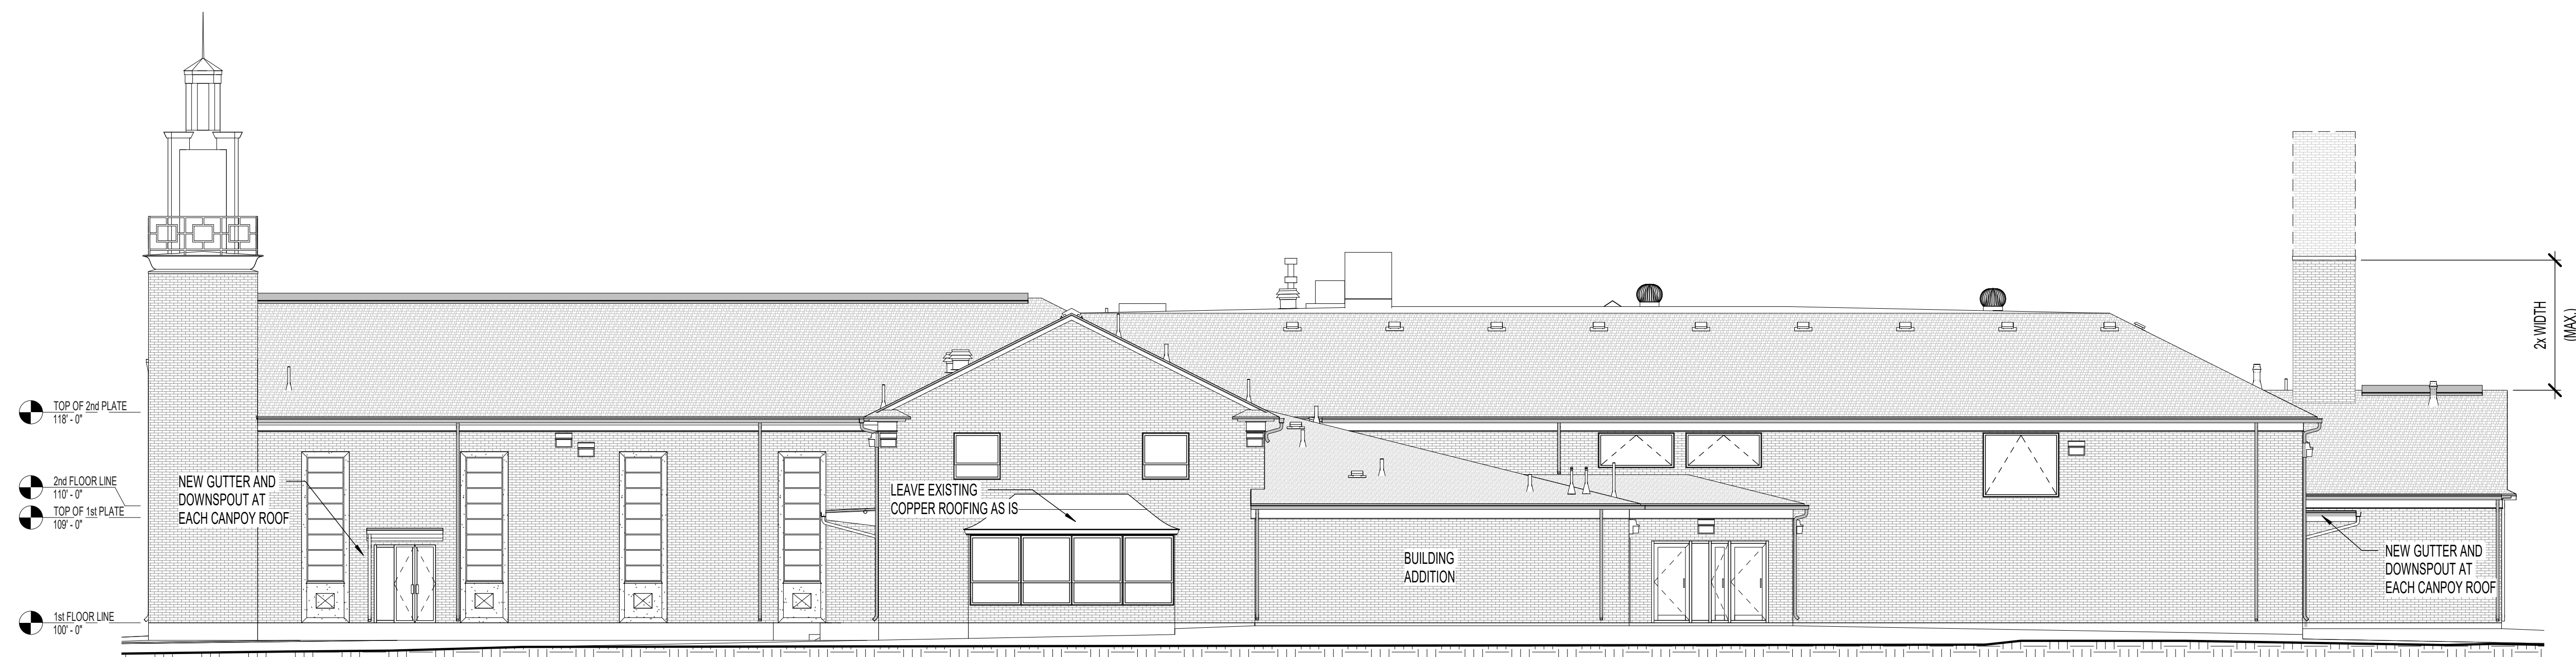 2x WIDTH
(MAX.)
TOP OF 2nd PLATE
118' - 0"
2nd FLOOR LINE
110' - 0"
TOP OF 1st PLATE
109' - 0"
1st FLOOR LINE
100' - 0"
NEW GUTTER AND
DOWNSPOUT AT
EACH CANPOY ROOF
LEAVE EXISTING
COPPER ROOFING AS IS
BUILDING
ADDITION
NEW GUTTER AND
DOWNSPOUT AT
EACH CANPOY ROOF